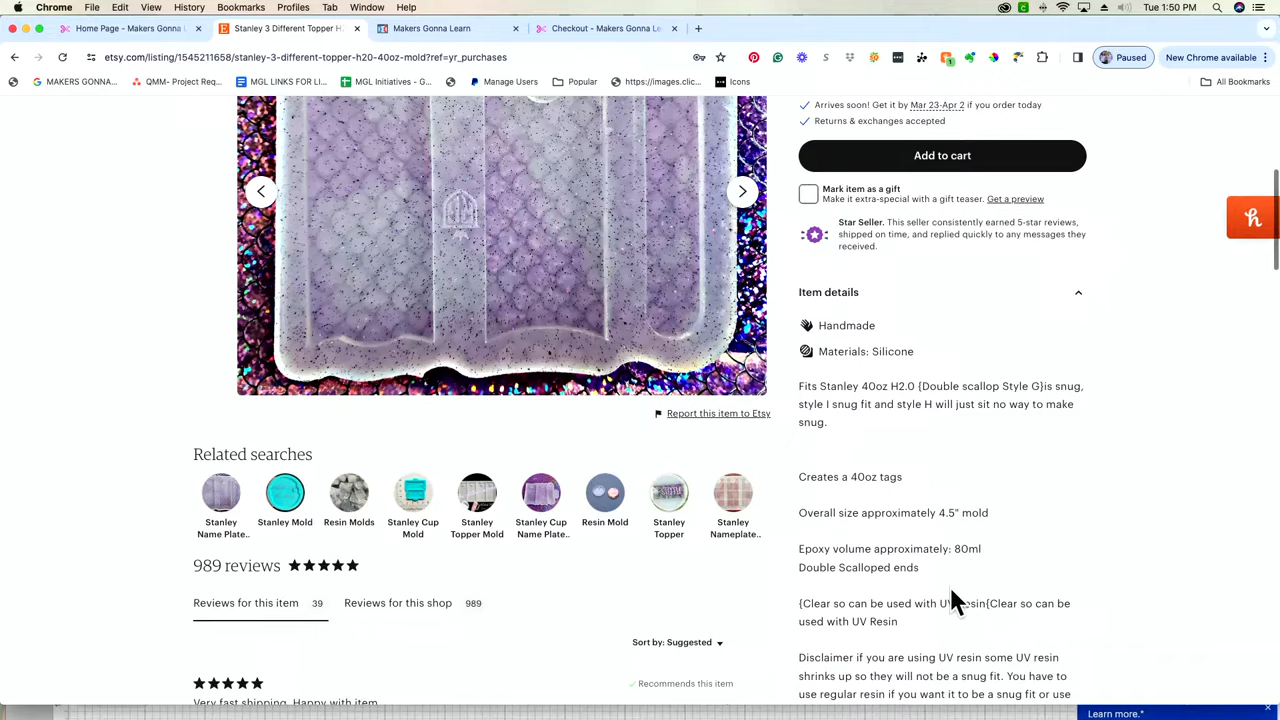 Chrome File Edit View History Bookmarks Profiles Tab Window Help
Tue 1:50 PM
Home Page - Makers Gonna L
Stanley 3 Different Topper H
Makers Gonna Learn
Checkout - Makers Gonna Le
etsy.com/listing/1545211658/stanley-3-different-topper-h20-40oz-mold?ref=yr_purchases
Paused
New Chrome available
MAKERS GONNA...
QMM- Project Req...
MGL LINKS FOR LI...
MGL Initiatives - G...
Manage Users
Popular
https://images.clic...
Icons
All Bookmarks
Arrives soon! Get it by Mar 23-Apr 2 if you order today
Returns & exchanges accepted
Add to cart
Mark item as a gift
Make it extra-special with a gift teaser. Get a preview
Star Seller. This seller consistently earned 5-star reviews,
shipped on time, and replied quickly to any messages they
received.
Item details
Handmade
Materials: Silicone
Fits Stanley 40oz H2.0 {Double scallop Style G}is snug,
style I snug fit and style H will just sit no way to make
snug.
Creates a 40oz tags
Overall size approximately 4.5" mold
Epoxy volume approximately: 80ml
Double Scalloped ends
{Clear so can be used with UV Resin{Clear so can be
used with UV Resin
Disclaimer if you are using UV resin some UV resin
shrinks up so they will not be a snug fit. You have to
use regular resin if you want it to be a snug fit or use
Report this item to Etsy
Related searches
Stanley
Name Plate..
Stanley Mold
Resin Molds
Stanley Cup
Mold
Stanley
Topper Mold
Stanley Cup
Name Plate..
Resin Mold
Stanley
Topper
Stanley
Nameplate..
989 reviews
Reviews for this item 39
Reviews for this shop 989
Sort by: Suggested
Recommends this item
Very fast shipping. Happy with item
Learn more.*